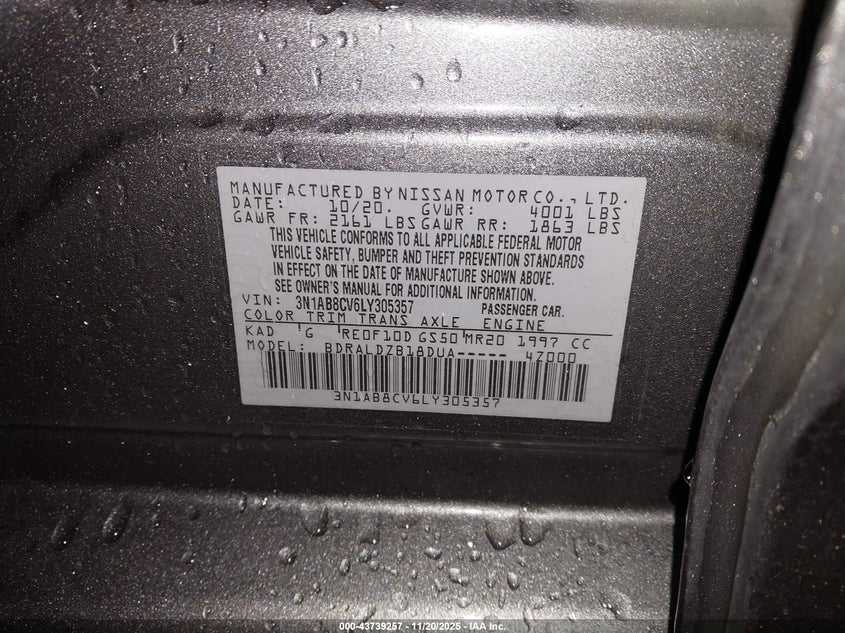 MANUFACTURED BY NISSAN MOTOR CO., LTD.
DATE: 10/20. GVWR: 4001 LBS
GAWR FR: 2161 LBS GAWR RR: 1863 LBS
THIS VEHICLE CONFORMS TO ALL APPLICABLE FEDERAL MOTOR
VEHICLE SAFETY, BUMPER AND THEFT PREVENTION STANDARDS
IN EFFECT ON THE DATE OF MANUFACTURE SHOWN ABOVE.
SEE OWNER'S MANUAL FOR ADDITIONAL INFORMATION.
VIN: 3N1AB8CV6LY305357 PASSENGER CAR.
COLOR TRIM TRANS AXLE ENGINE
KAD 'G RE0F10D GS50 MR20 1997 CC
MODEL: BDRALDZB18DUA----- 4Z000
3N1AB8CV6LY305357
000-43739257 - 11/20/2025 - IAA Inc.